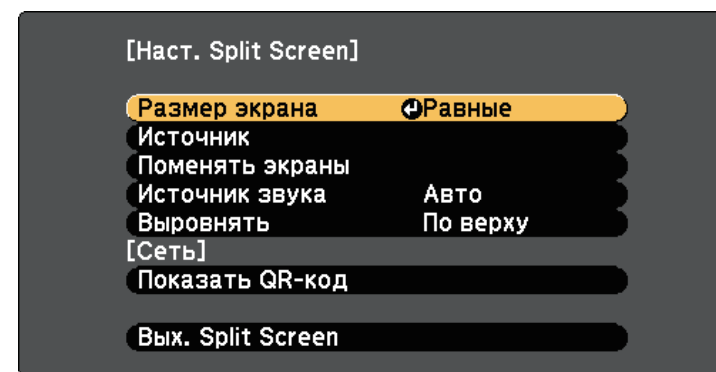 [Наст. Split Screen]
Размер экрана Равные
Источник
Поменять экраны
Источник звука Авто
Выровнять По верху
[Сеть]
Показать QR-код
Вых. Split Screen